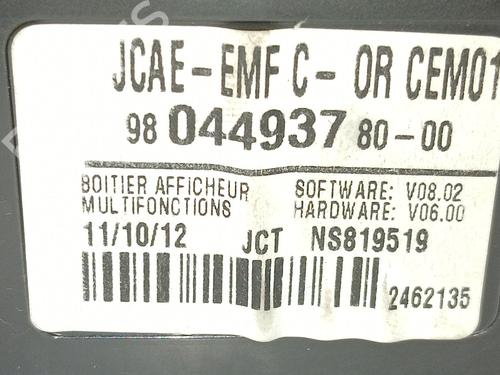 JCAE-EMF C- OR CEM01
98 044937 80-00
BOITIER AFFICHEUR
MULTIFONCTIONS
SOFTWARE: V08.02
HARDWARE: V06.00
11/10/12 JCT NS819519
2462135